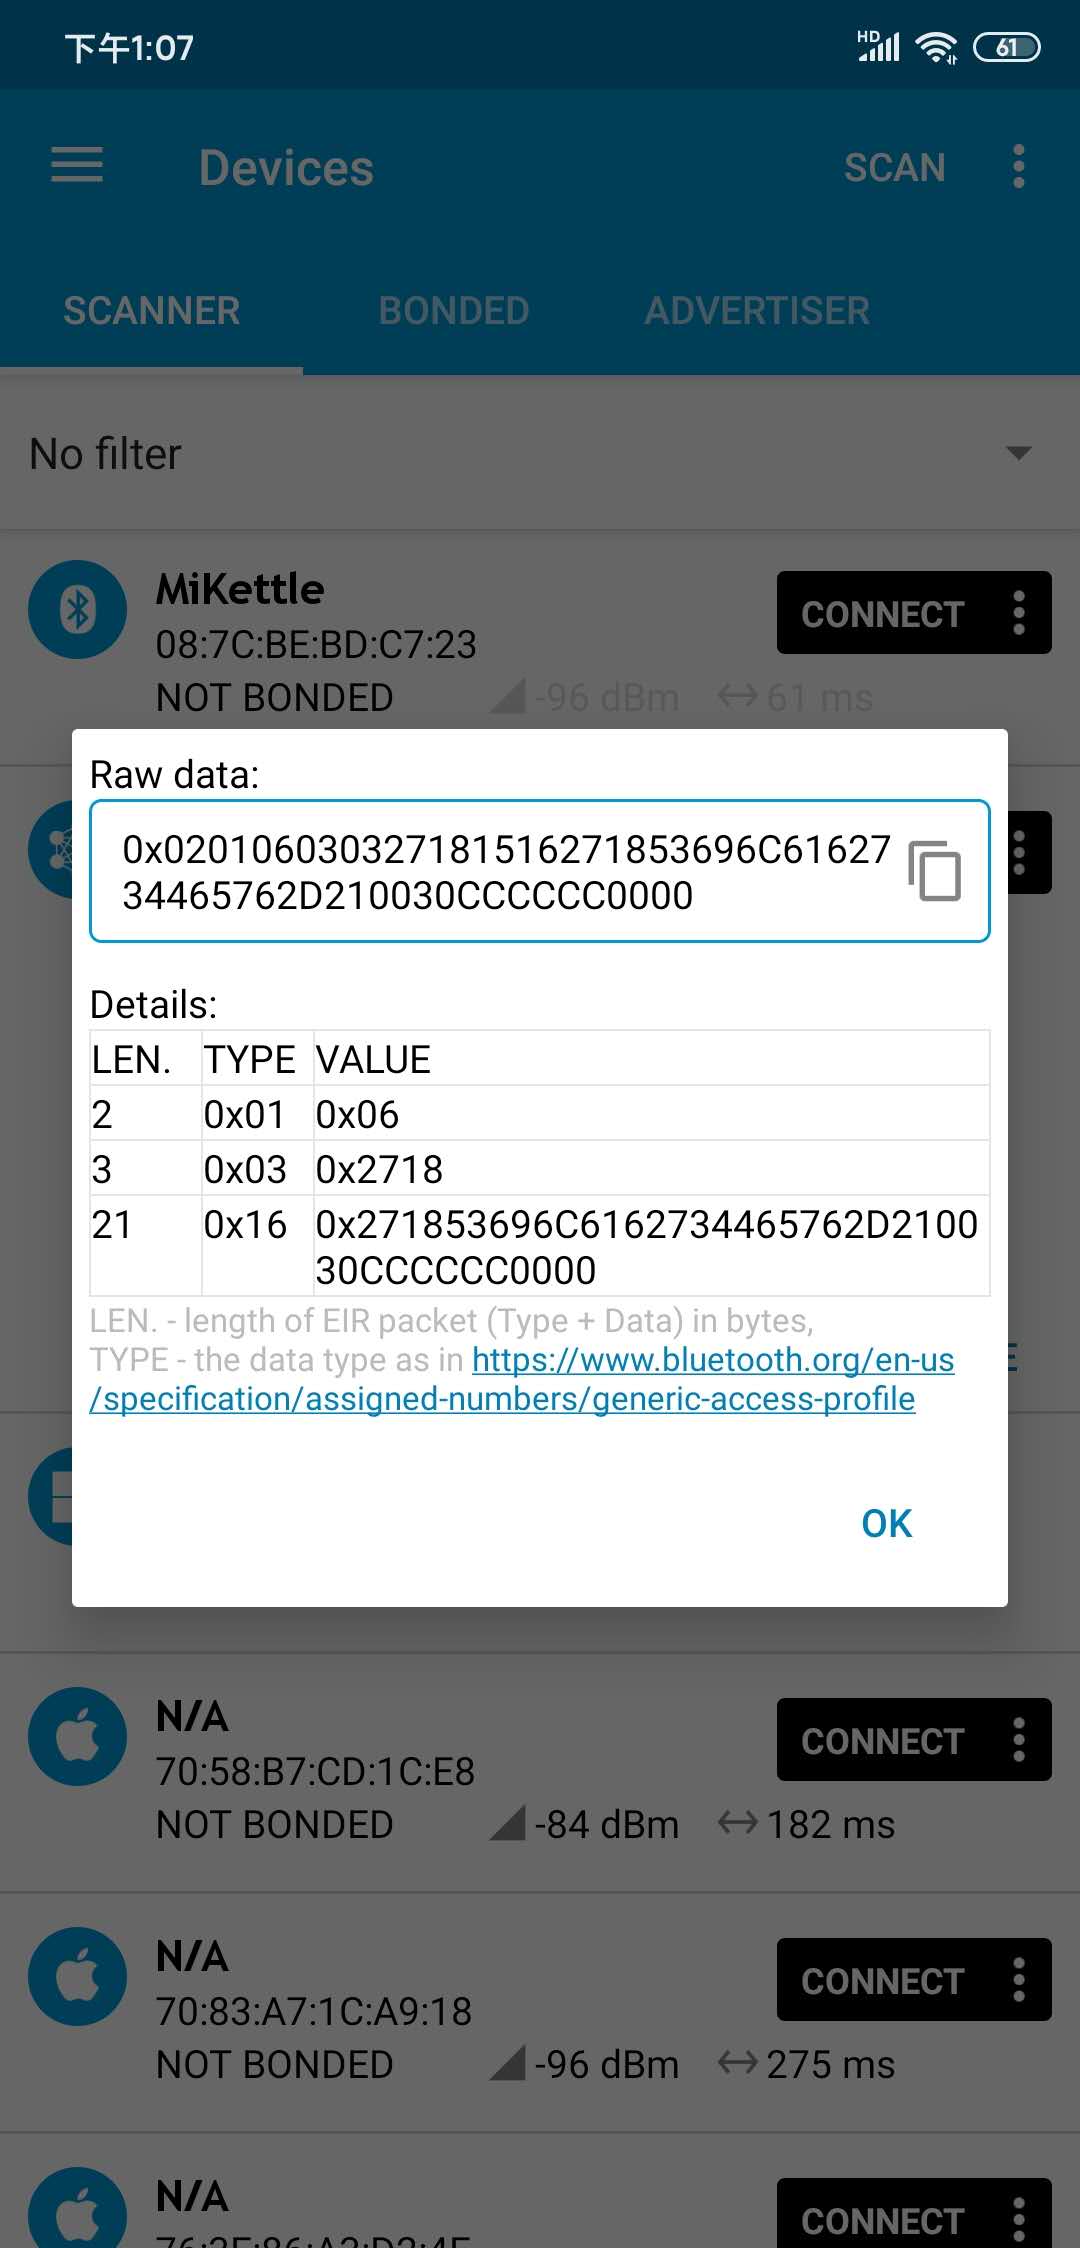 下午1:07
HD
61
Devices
SCAN
SCANNER
BONDED
ADVERTISER
No filter
MiKettle
CONNECT
08:7C:BE:BD:C7:23
NOT BONDED
-96 dBm
61 ms
Raw data:
0x020106030327181516271853696C61627
34465762D210030CCCCCC0000
Details:
LEN. TYPE VALUE
2 0x01 0x06
3 0x03 0x2718
21 0x16 0x271853696C6162734465762D2100
30CCCCCC0000
LEN. - length of EIR packet (Type + Data) in bytes,
TYPE - the data type as in https://www.bluetooth.org/en-us
/specification/assigned-numbers/generic-access-profile
OK
N/A
CONNECT
70:58:B7:CD:1C:E8
NOT BONDED
-84 dBm
182 ms
N/A
CONNECT
70:83:A7:1C:A9:18
NOT BONDED
-96 dBm
275 ms
N/A
CONNECT